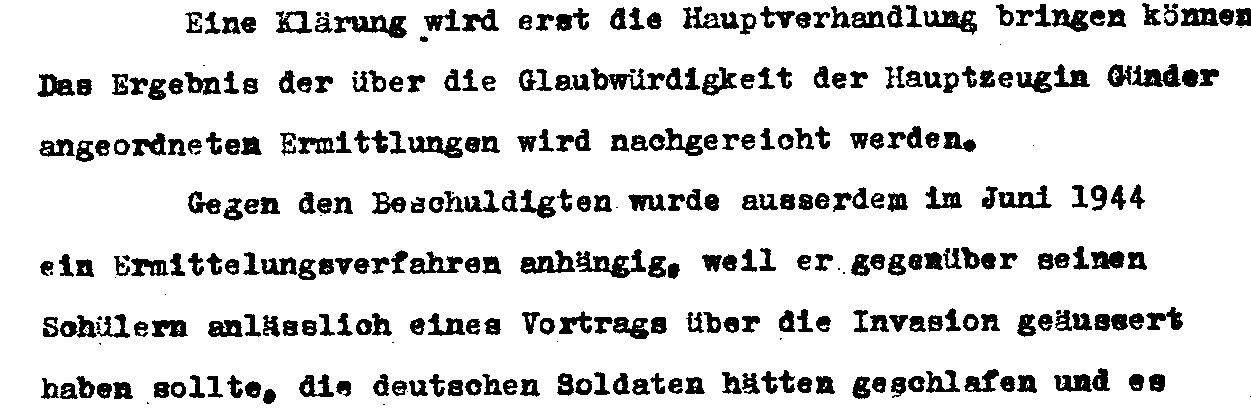 Eine Klärung wird erst die Hauptverhandlung bringen können
Das Ergebnis der über die Glaubwürdigkeit der Hauptzeugin Günder
angeordneten Ermittlungen wird nachgereicht werden.
Gegen den Beschuldigten wurde ausserdem im Juni 1944
ein Ermittelungsverfahren anhängig, weil er gegenüber seinen
Schülern anlässlich eines Vortrags über die Invasion geäussert
haben sollte, die deutschen Soldaten hätten geschlafen und es